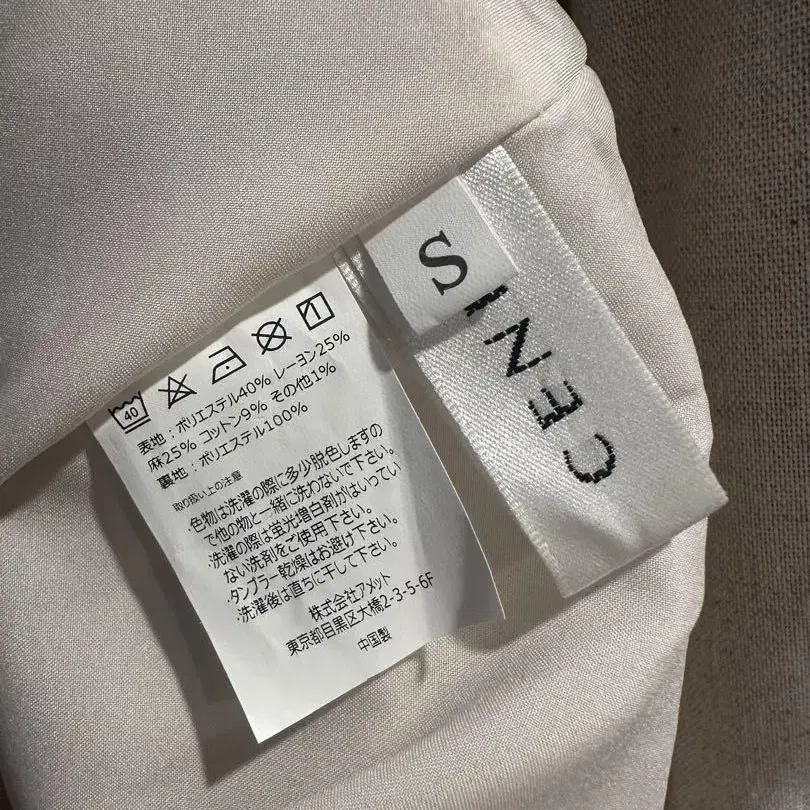 S
CENI
40
表地:ポリエステル40% レーヨン25%
麻25% コットン9% その他1%
裏地:ポリエステル100%
取り扱い上の注意
・色物は洗濯の際に多少脱色しますの
で他の物と一緒に洗わないで下さい。
・洗濯の際は蛍光増白剤がはいってい
ない洗剤をご使用下さい。
・タンブラー乾燥はお避け下さい。
・洗濯後は直ちに干して下さい。
株式会社アメット
東京都目黒区大橋2-3-5-6F
中国製